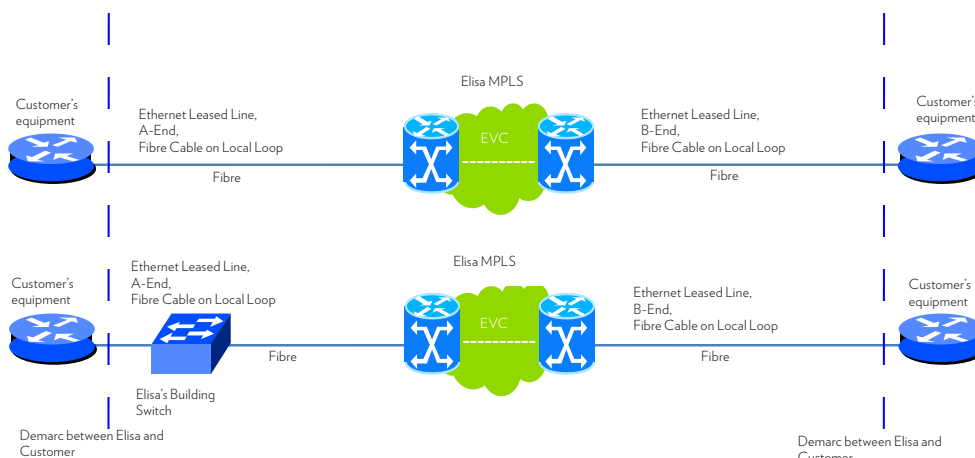 Elisa MPLS
Customer's
equipment
Ethernet Leased Line,
A-End,
Fibre Cable on Local Loop
Fibre
EVC
Ethernet Leased Line,
B-End,
Fibre Cable on Local Loop
Fibre
Customer's
equipment
Elisa MPLS
Customer's
equipment
Ethernet Leased Line,
A-End,
Fibre Cable on Local Loop
Fibre
EVC
Ethernet Leased Line,
B-End,
Fibre Cable on Local Loop
Fibre
Customer's
equipment
Elisa's Building
Switch
Demarc between Elisa and
Customer
Demarc between Elisa and
Customer